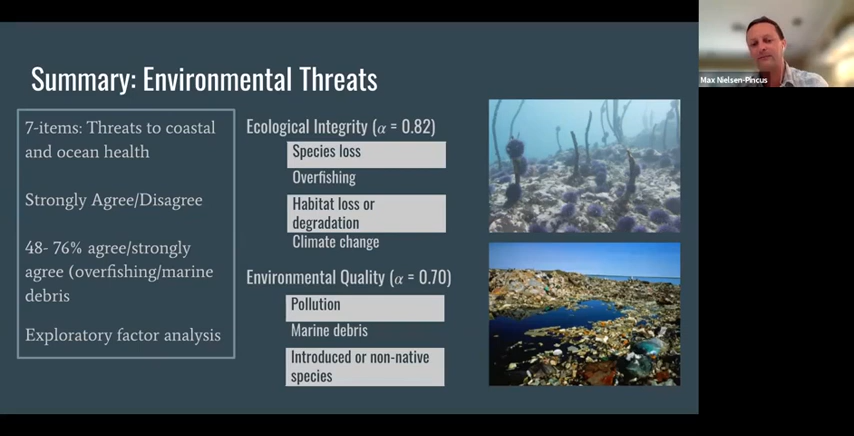 Summary: Environmental Threats
7-items: Threats to coastal
and ocean health
Strongly Agree/Disagree
48- 76% agree/strongly
agree (overfishing/marine
debris
Exploratory factor analysis
Ecological Integrity (α = 0.82)
Species loss
Overfishing
Habitat loss or
degradation
Climate change
Environmental Quality (α = 0.70)
Pollution
Marine debris
Introduced or non-native
species
Max Nielsen-Pincus